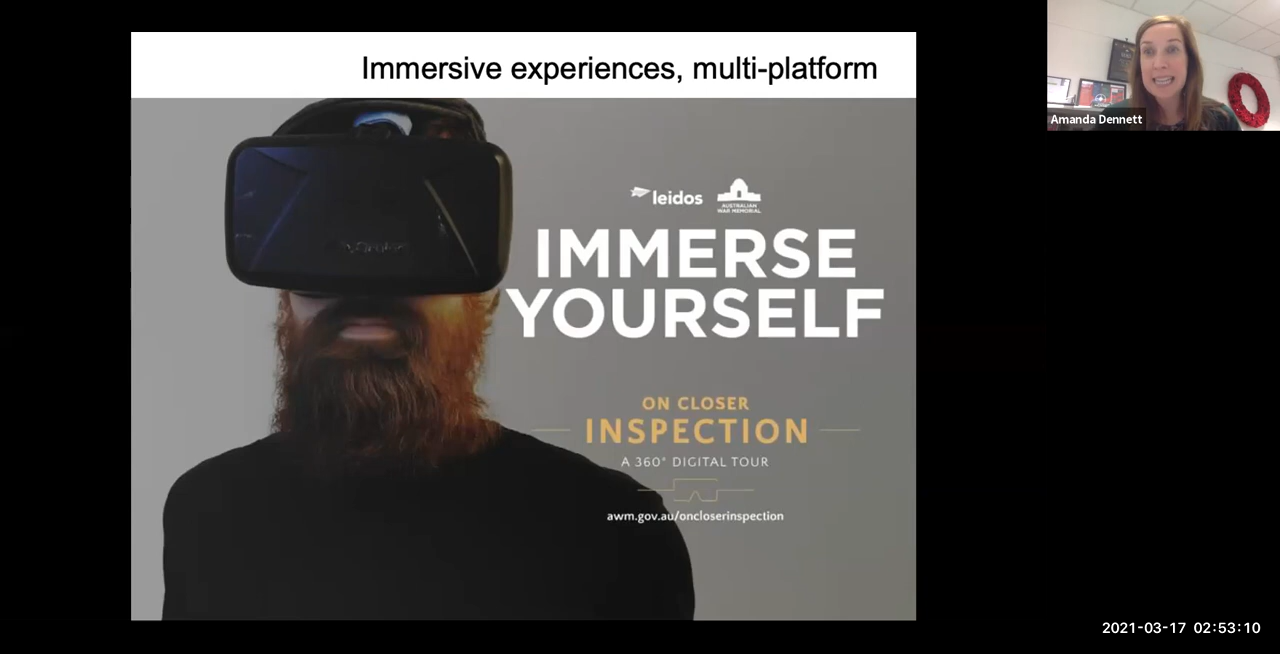 Immersive experiences, multi-platform
Amanda Dennett
leidos
AUSTRALIAN
WAR MEMORIAL
IMMERSE
YOURSELF
ON CLOSER
INSPECTION
A 360° DIGITAL TOUR
awm.gov.au/oncloserinspection
2021-03-17 02:53:10